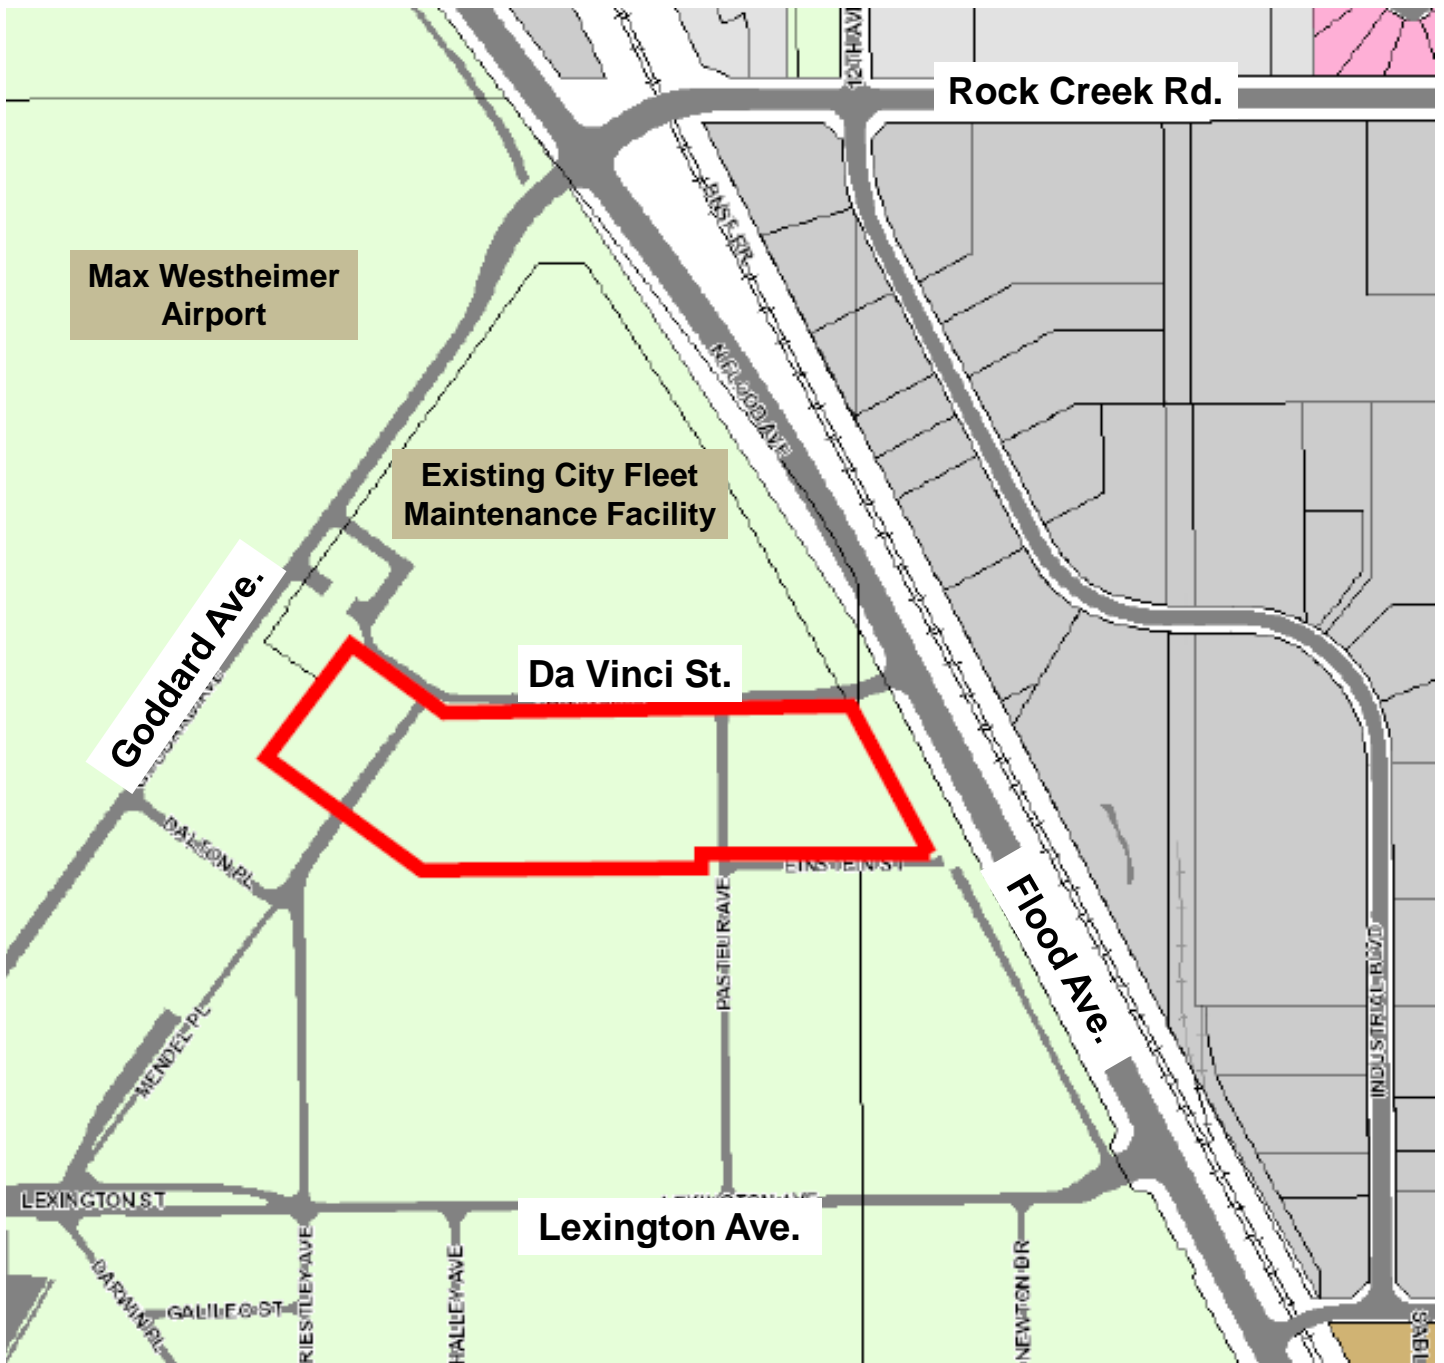 12TH AVE
Rock Creek Rd.
BNSF RR
Max Westheimer
Airport
N FLOOD AVE
Existing City Fleet
Maintenance Facility
Goddard Ave.
Da Vinci St.
DALTON PL
EINSTEIN ST
PASTEUR AVE
Flood Ave.
INDUSTRIAL BLVD
MENDEL PL
LEXINGTON ST
Lexington Ave.
DARWIN PL
GALILEO ST
RIESTLEY AVE
HALLEY AVE
NEWTON DR